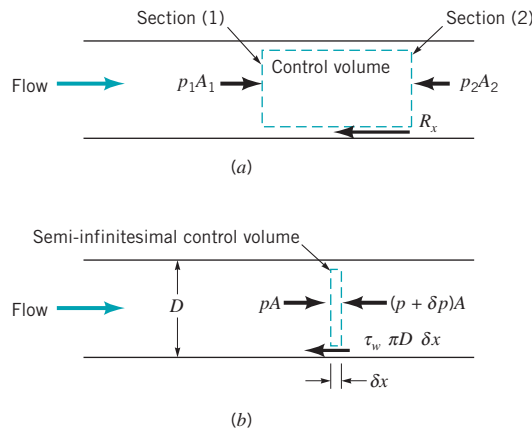 Section (1)
Section (2)
Control volume
Flow
p₁A₁
p₂A₂
Rₓ
(a)
Semi-infinitesimal control volume
Flow
D
pA
(p + δp)A
τ_w πD δx
δx
(b)